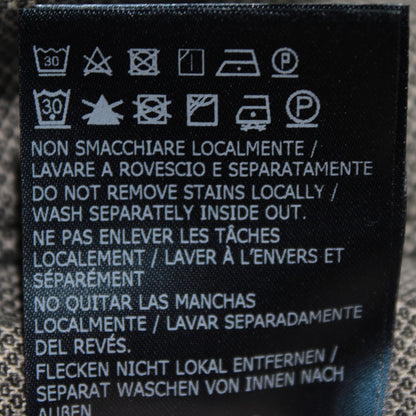 30 P
30 P
NON SMACCHIARE LOCALMENTE /
LAVARE A ROVESCIO E SEPARATAMENTE
DO NOT REMOVE STAINS LOCALLY /
WASH SEPARATELY INSIDE OUT.
NE PAS ENLEVER LES TÂCHES
LOCALEMENT / LAVER À L'ENVERS ET
SÉPARÉMENT
NO QUITAR LAS MANCHAS
LOCALMENTE / LAVAR SEPARADAMENTE
DEL REVÉS.
FLECKEN NICHT LOKAL ENTFERNEN /
SEPARAT WASCHEN VON INNEN NACH
AUßEN